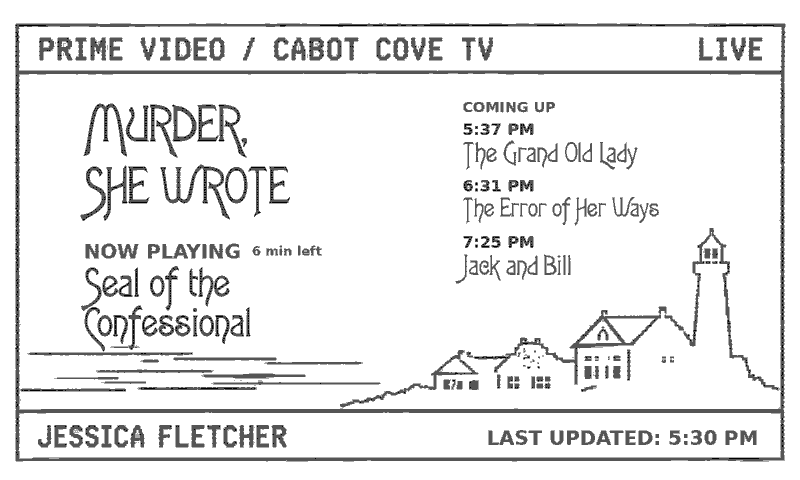 PRIME VIDEO / CABOT COVE TV
LIVE
MURDER,
SHE WROTE
NOW PLAYING 6 min left
Seal of the
Confessional
COMING UP
5:37 PM
The Grand Old Lady
6:31 PM
The Error of Her Ways
7:25 PM
Jack and Bill
JESSICA FLETCHER
LAST UPDATED: 5:30 PM